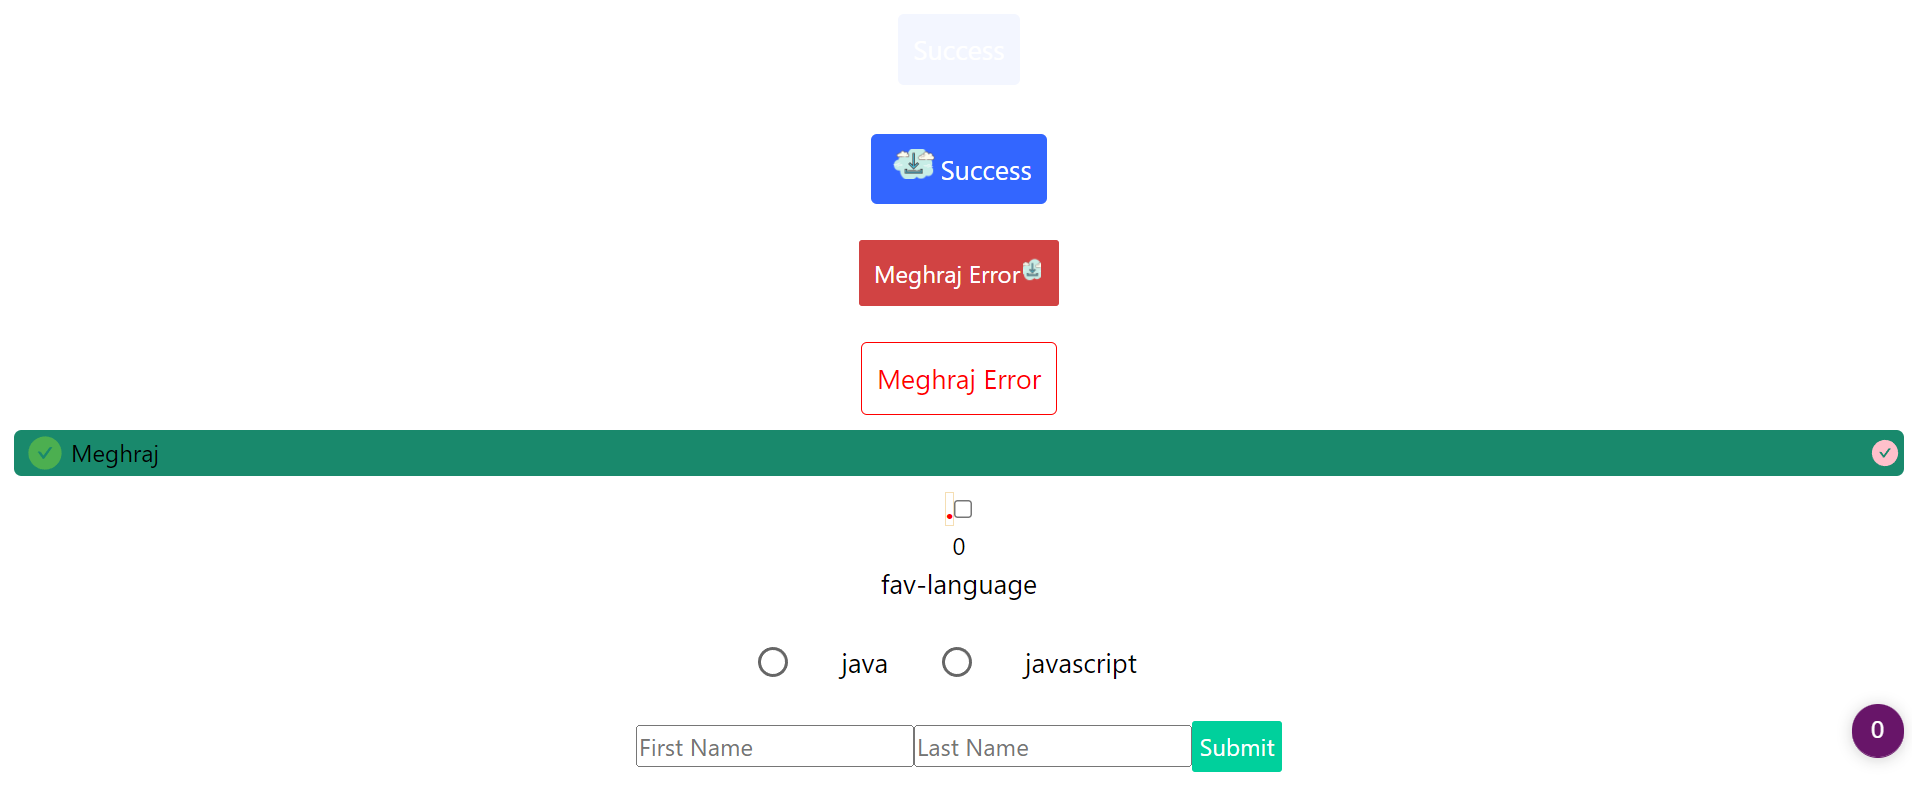 Success
Success
Meghraj Error
Meghraj Error
Meghraj
0
fav-language
java javascript
First Name Last Name Submit
0